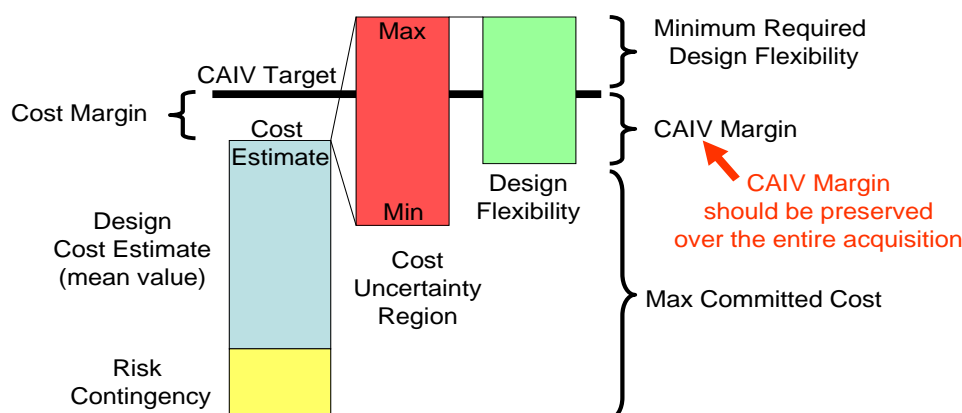 Max
Minimum Required
Design Flexibility
CAIV Target
Cost Margin
Cost
Estimate
CAIV Margin
Design
Flexibility
CAIV Margin
should be preserved
over the entire acquisition
Min
Design
Cost Estimate
(mean value)
Cost
Uncertainty
Region
Max Committed Cost
Risk
Contingency